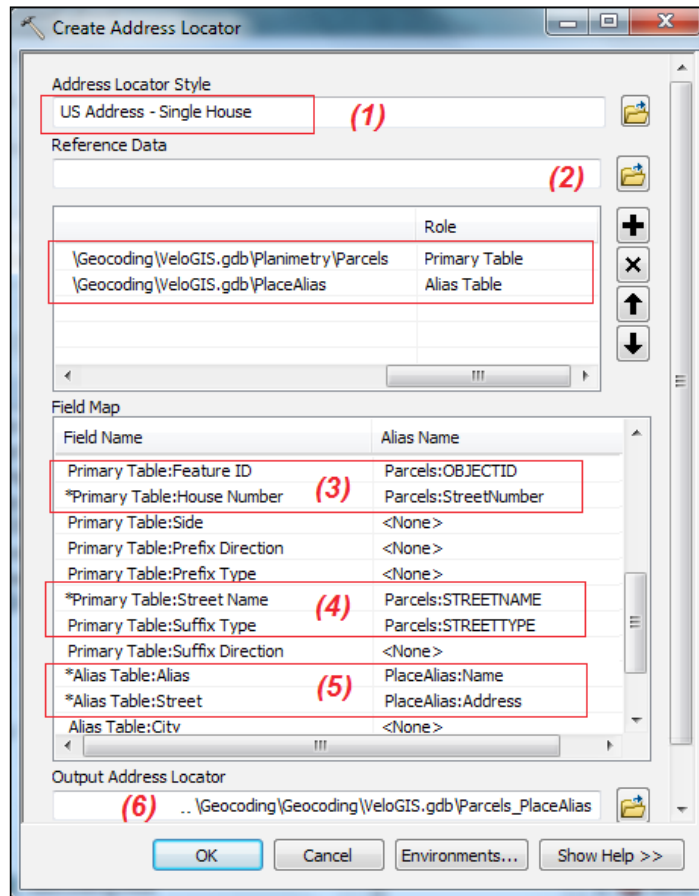 Create Address Locator
Address Locator Style
US Address - Single House (1)
Reference Data
(2)
Role
\Geocoding\VeloGIS.gdb\Planimetry\Parcels Primary Table
\Geocoding\VeloGIS.gdb\PlaceAlias Alias Table
Field Map
Field Name Alias Name
Primary Table:Feature ID Parcels:OBJECTID
*Primary Table:House Number (3) Parcels:StreetNumber
Primary Table:Side <None>
Primary Table:Prefix Direction <None>
Primary Table:Prefix Type <None>
*Primary Table:Street Name (4) Parcels:STREETNAME
Primary Table:Suffix Type Parcels:STREETTYPE
Primary Table:Suffix Direction <None>
*Alias Table:Alias (5) PlaceAlias:Name
*Alias Table:Street PlaceAlias:Address
Alias Table:City <None>
Output Address Locator
(6) ..\Geocoding\Geocoding\VeloGIS.gdb\Parcels_PlaceAlias
OK Cancel Environments... Show Help >>